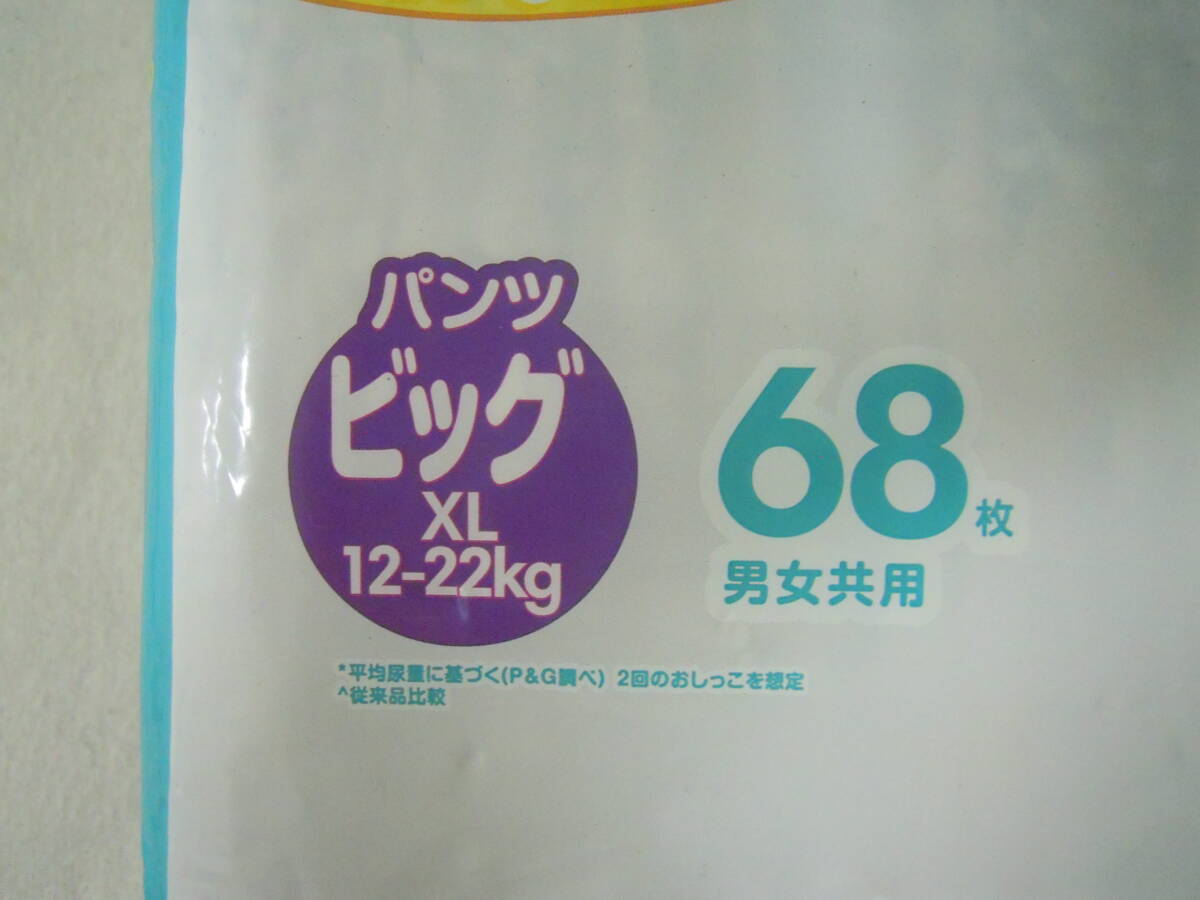 パンツ
ビッグ
XL
12-22kg
68枚
男女共用
*平均尿量に基づく(P&G調べ) 2回のおしっこを想定
^従来品比較